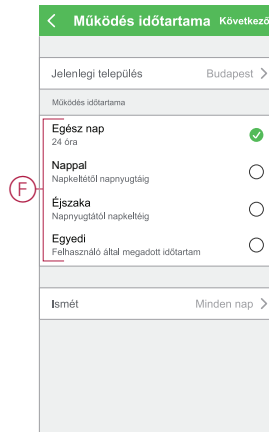 Működés időtartama Következő
Jelenlegi település Budapest
Működés időtartama
Egész nap
24 óra
Nappal
Napkeltétől napnyugtáig
Éjszaka
Napnyugtától napkeltéig
Egyedi
Felhasználó által megadott időtartam
F
Ismét Minden nap